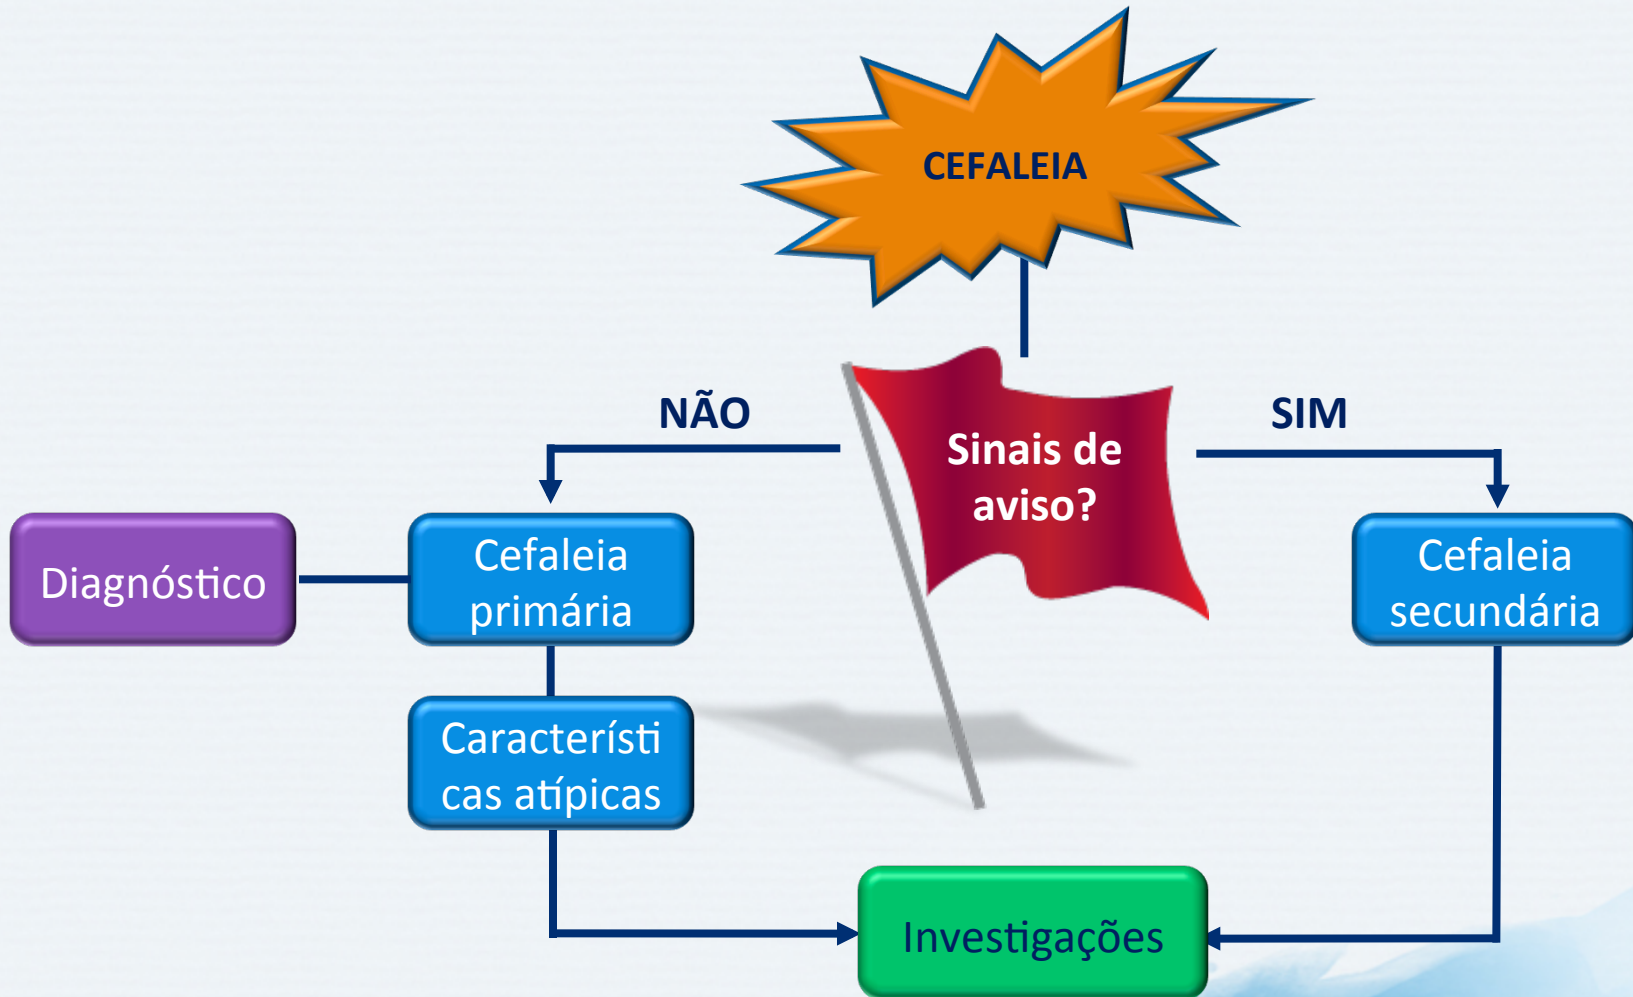 CEFALEIA
NÃO
SIM
Sinais de
aviso?
Diagnóstico
Cefaleia
primária
Cefaleia
secundária
Característi
cas atípicas
Investigações